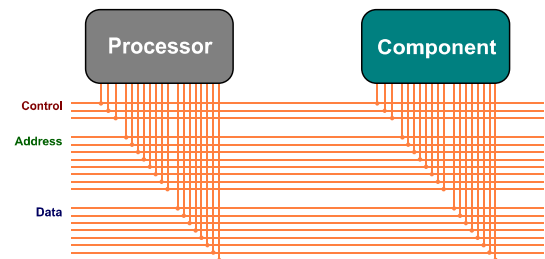 Processor
Component
Control
Address
Data